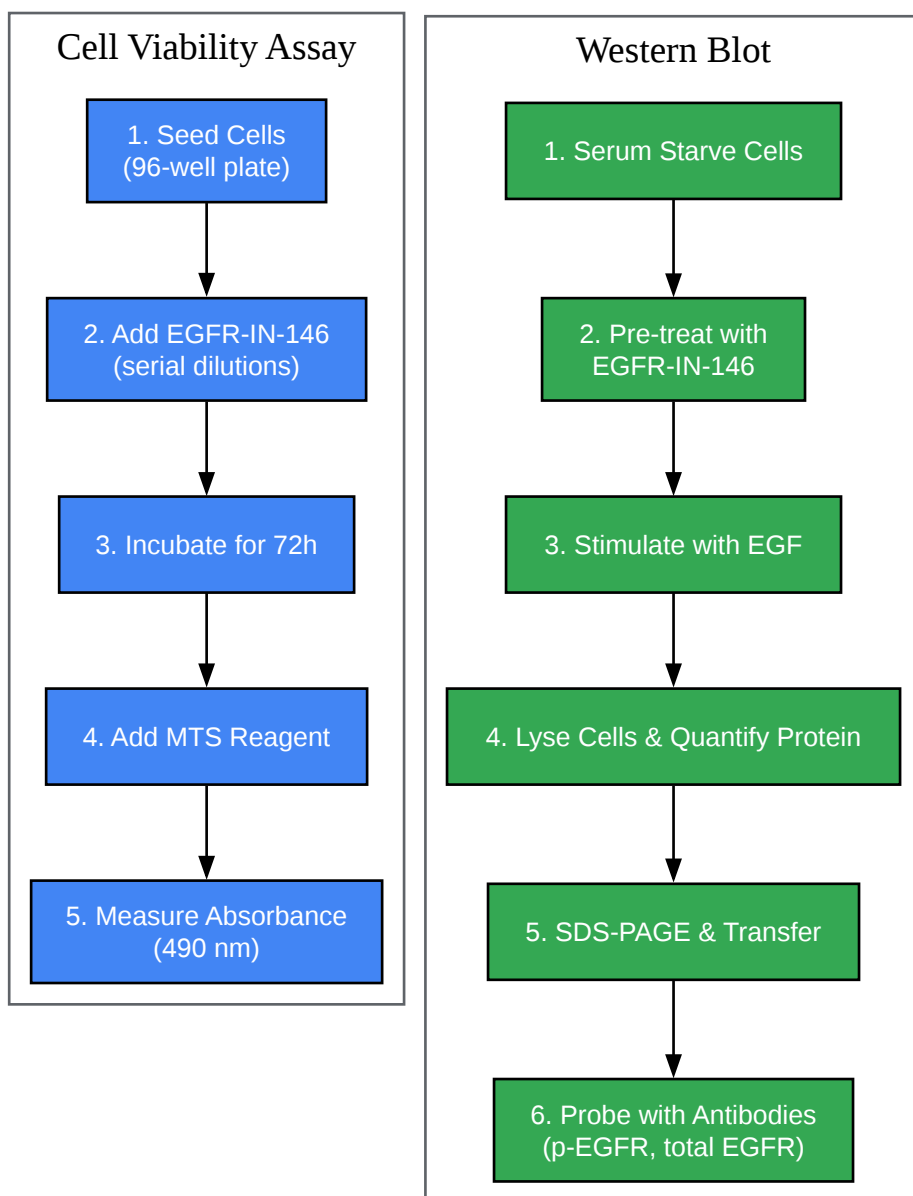 Cell Viability Assay
1. Seed Cells
(96-well plate)
2. Add EGFR-IN-146
(serial dilutions)
3. Incubate for 72h
4. Add MTS Reagent
5. Measure Absorbance
(490 nm)
Western Blot
1. Serum Starve Cells
2. Pre-treat with
EGFR-IN-146
3. Stimulate with EGF
4. Lyse Cells & Quantify Protein
5. SDS-PAGE & Transfer
6. Probe with Antibodies
(p-EGFR, total EGFR)